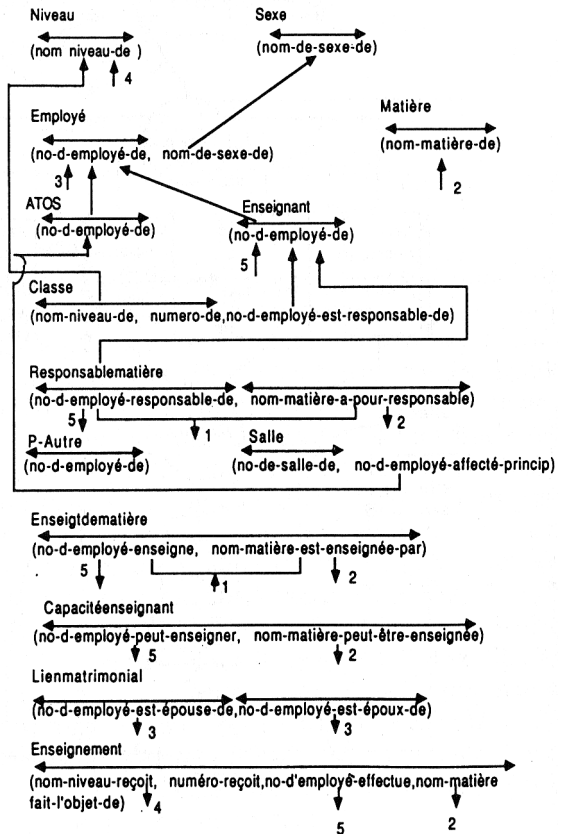 Niveau Sexe
(nom niveau-de ) (nom-de-sexe-de)
4
Employé Matière
(no-d-employé-de, nom-de-sexe-de) (nom-matière-de)
3 2
ATOS Enseignant
(no-d-employé-de) (no-d-employé-de)
5
Classe
(nom-niveau-de, numero-de,no-d-employé-est-responsable-de)
Responsablematière
(no-d-employé-responsable-de, nom-matière-a-pour-responsable)
5 1 2
P-Autre Salle
(no-d-employé-de) (no-de-salle-de, no-d-employé-affecté-princip)
Enseigtdematière
(no-d-employé-enseigne, nom-matière-est-enseignée-par)
5 1 2
Capacitéenseignant
(no-d-employé-peut-enseigner, nom-matière-peut-être-enseignée)
5 2
Lienmatrimonial
(no-d-employé-est-épouse-de,no-d-employé-est-époux-de)
3 3
Enseignement
(nom-niveau-reçoit, numéro-reçoit,no-d'employé-effectue,nom-matière
fait-l'objet-de) 4
5 2